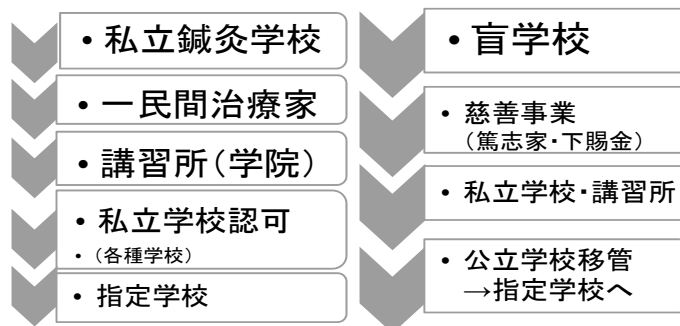 • 私立鍼灸学校
• 一民間治療家
• 講習所(学院)
• 私立学校認可
• (各種学校)
• 指定学校
• 盲学校
• 慈善事業
(篤志家・下賜金)
• 私立学校・講習所
• 公立学校移管
→指定学校へ